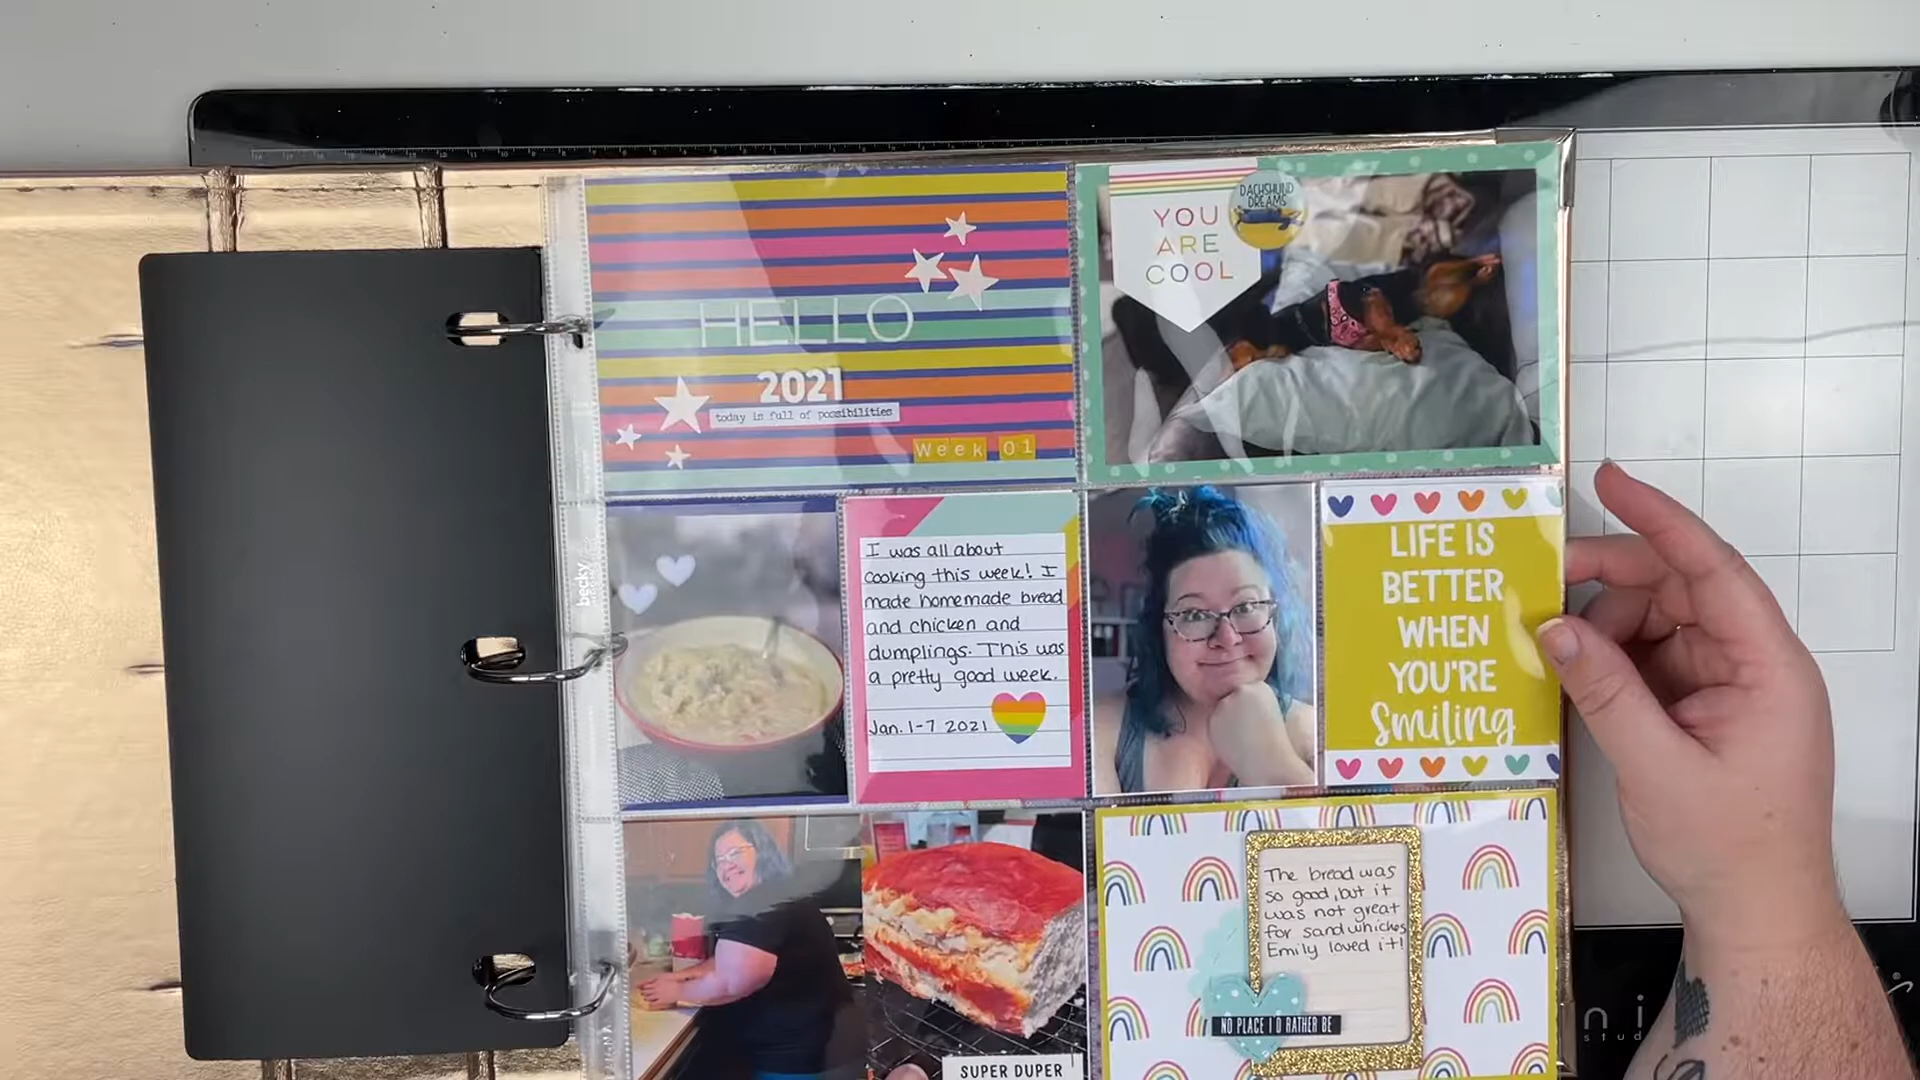 HELLO
2021
today is full of possibilities
Week 01
YOU
ARE
COOL
DACHSHUND
DREAMS
becky
I was all about
cooking this week! I
made homemade bread
and chicken and
dumplings. This was
a pretty good week.
Jan. 1-7 2021
LIFE IS
BETTER
WHEN
YOU'RE
Smiling
SUPER DUPER
The bread was
so good, but it
was not great
for sandwhiches
Emily loved it!
NO PLACE I'D RATHER BE